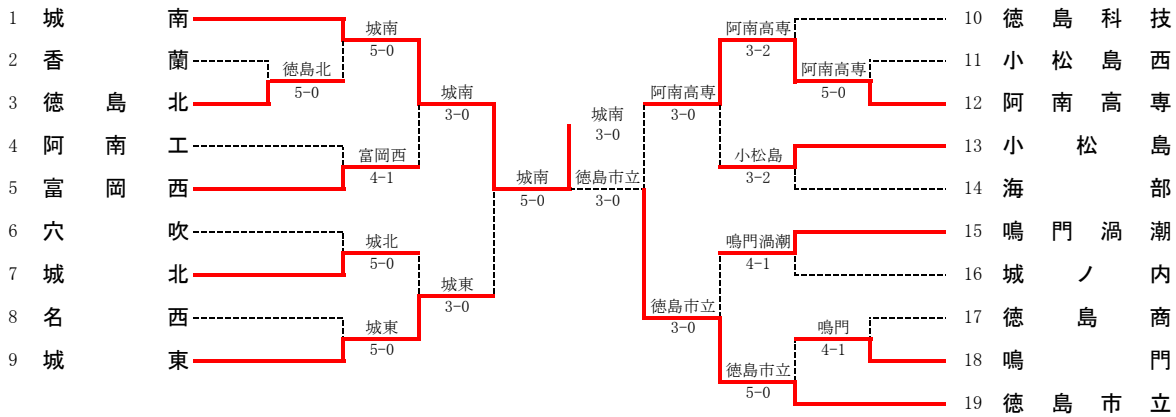 1 城 南
2 香 蘭
3 徳 島 北
4 阿 南 工
5 富 岡 西
6 穴 吹
7 城 北
8 名 西
9 城 東
徳島北
5-0
城南
5-0
富岡西
4-1
城北
5-0
城東
5-0
城南
3-0
城東
3-0
城南
5-0
城南
3-0
徳島市立
3-0
阿南高専
3-0
徳島市立
3-0
阿南高専
3-2
小松島
3-2
鳴門渦潮
4-1
徳島市立
5-0
阿南高専
5-0
鳴門
4-1
10 徳 島 科 技
11 小 松 島 西
12 阿 南 高 専
13 小 松 島
14 海 部
15 鳴 門 渦 潮
16 城 ノ 内
17 徳 島 商
18 鳴 門
19 徳 島 市 立